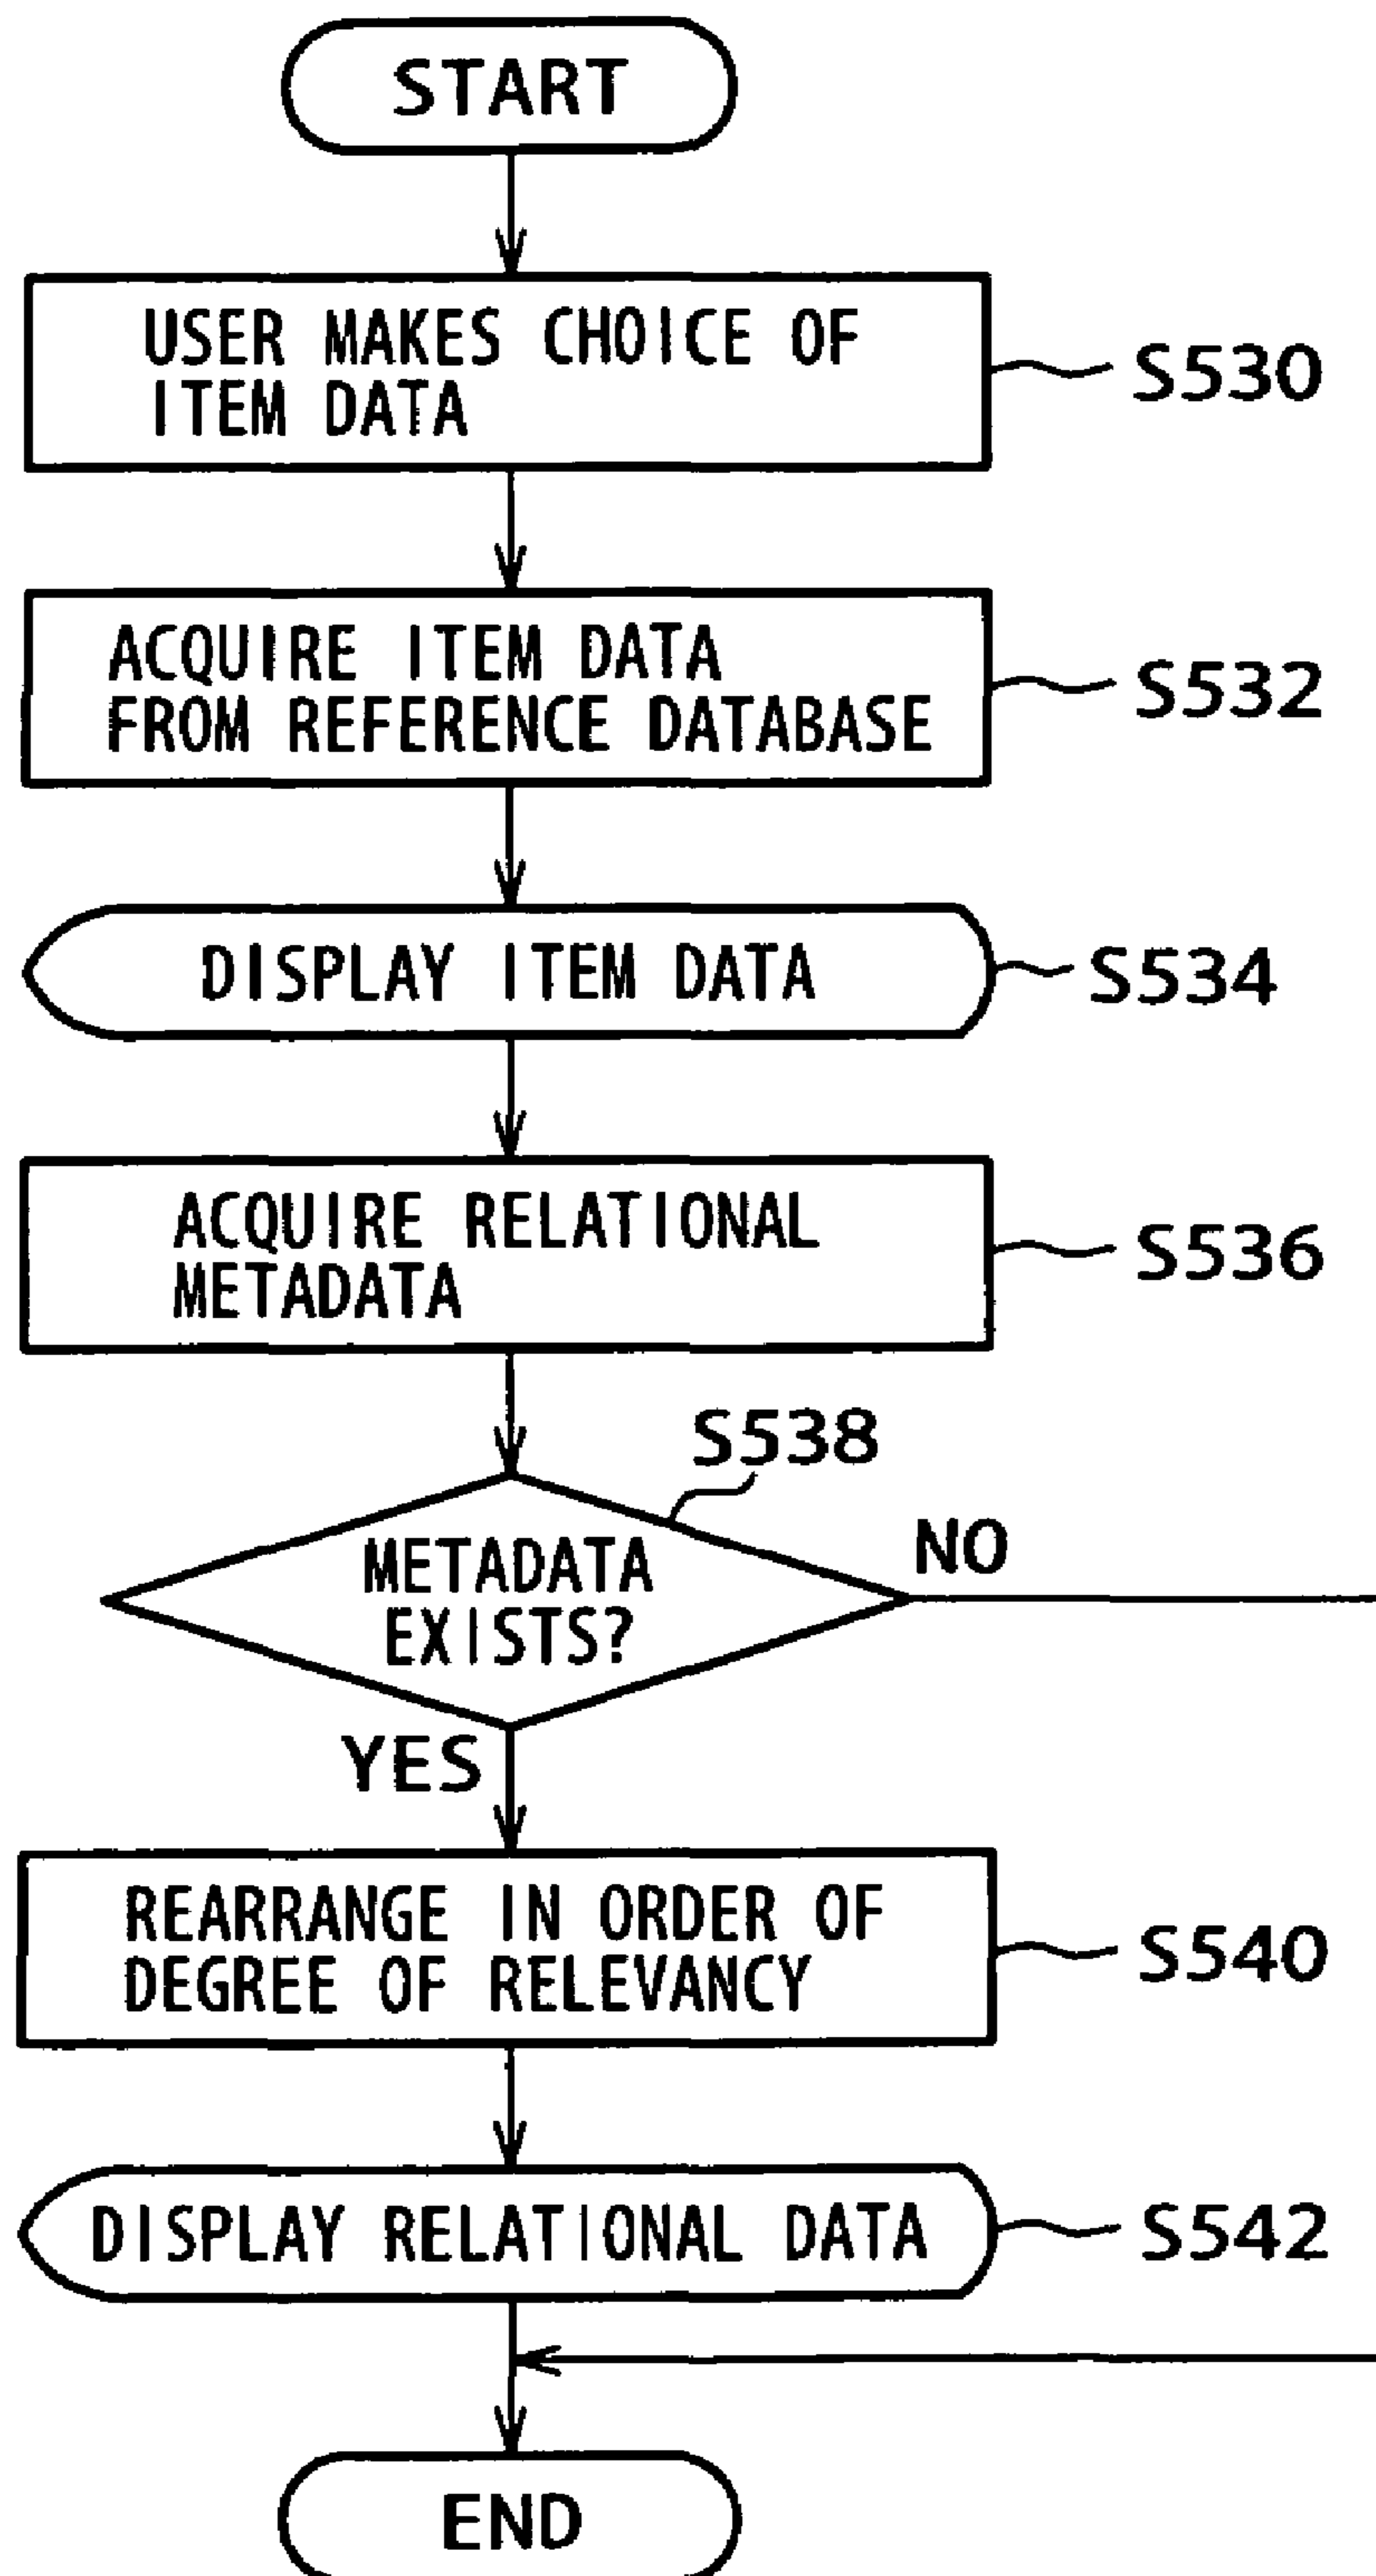 START
USER MAKES CHOICE OF
ITEM DATA
S530
ACQUIRE ITEM DATA
FROM REFERENCE DATABASE
S532
DISPLAY ITEM DATA
S534
ACQUIRE RELATIONAL
METADATA
S536
S538
METADATA
EXISTS?
NO
YES
REARRANGE IN ORDER OF
DEGREE OF RELEVANCY
S540
DISPLAY RELATIONAL DATA
S542
END